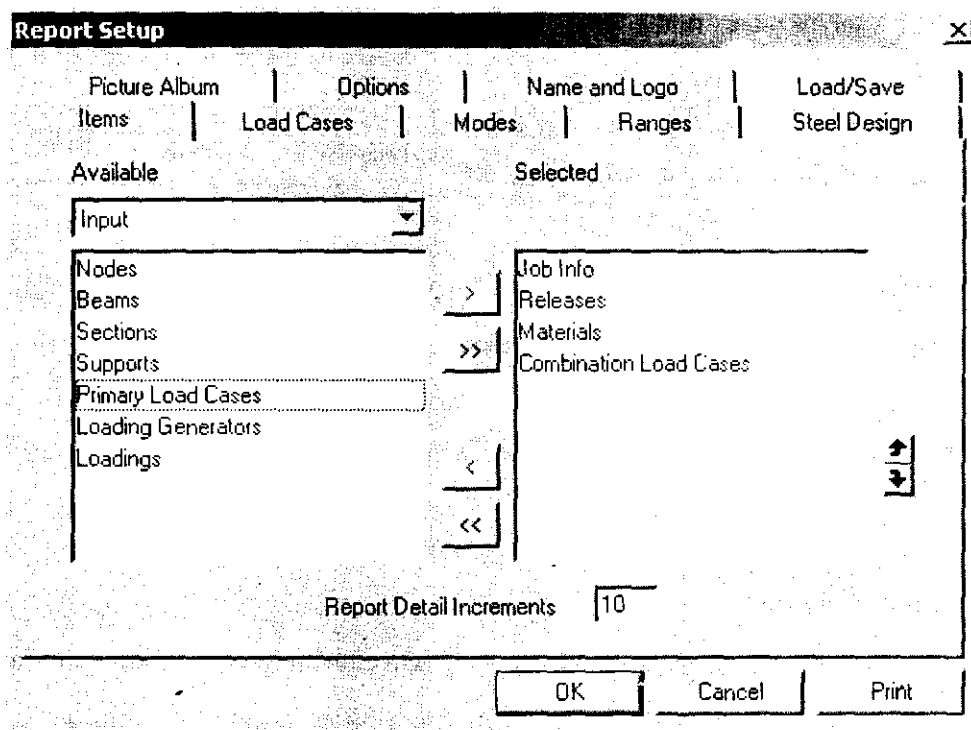 Report Setup ×
Picture Album Options Name and Logo Load/Save
Items Load Cases Modes Ranges Steel Design
Available Selected
Input
Nodes
Beams
Sections
Supports
Primary Load Cases
Loading Generators
Loadings
>
>>
<
<<
Job Info
Releases
Materials
Combination Load Cases
Report Detail Increments 10
OK Cancel Print